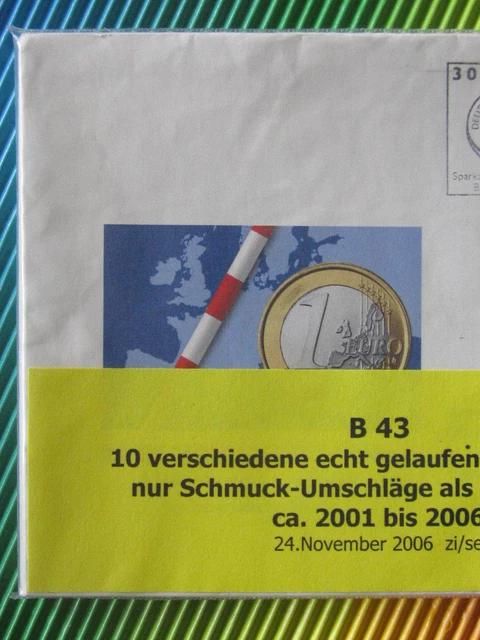 30
1
EURO
B 43
10 verschiedene echt gelaufen
nur Schmuck-Umschläge als
ca. 2001 bis 2006
24.November 2006 zi/se